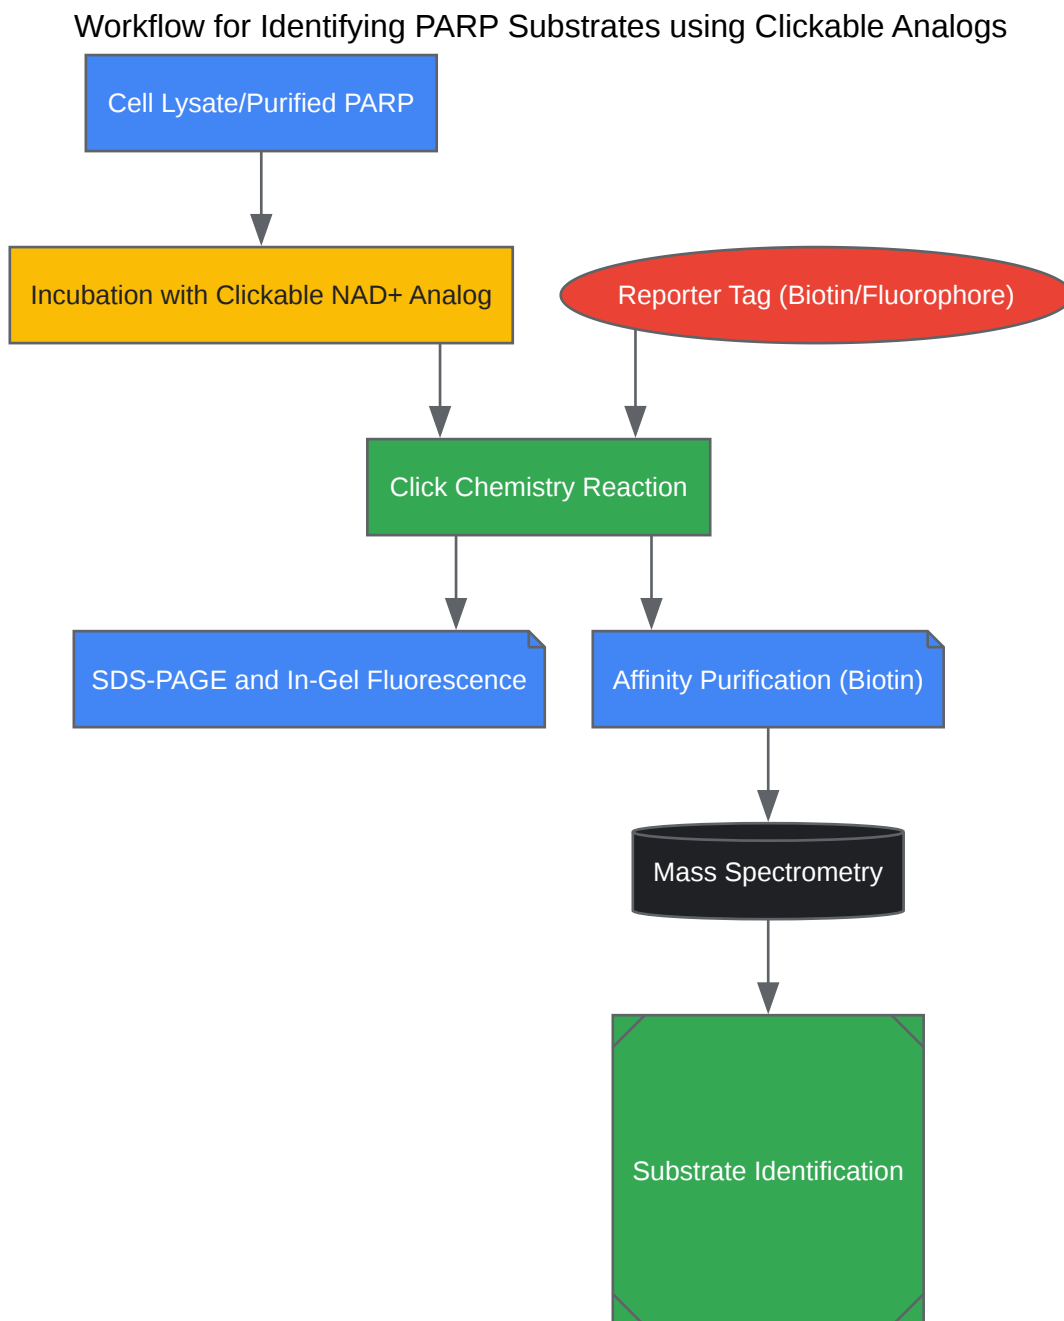 Workflow for Identifying PARP Substrates using Clickable Analogs
Cell Lysate/Purified PARP
Incubation with Clickable NAD+ Analog
Reporter Tag (Biotin/Fluorophore)
Click Chemistry Reaction
SDS-PAGE and In-Gel Fluorescence
Affinity Purification (Biotin)
Mass Spectrometry
Substrate Identification